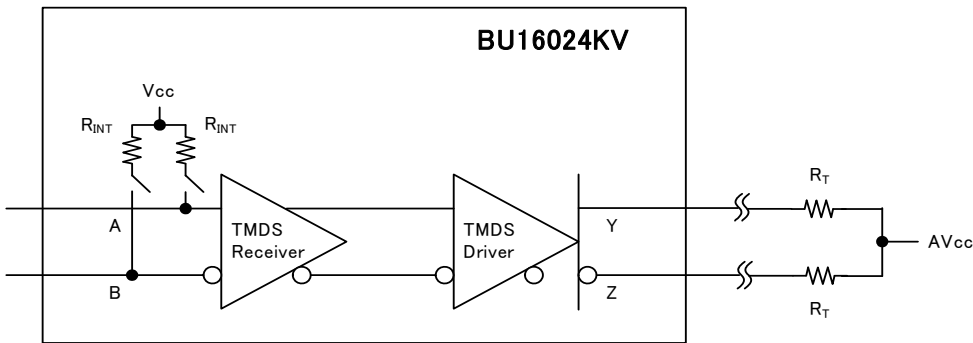 BU16024KV
Vcc
RINT RINT
RT
A
TMDS
Receiver
TMDS
Driver
Y
AVcc
B
Z
RT